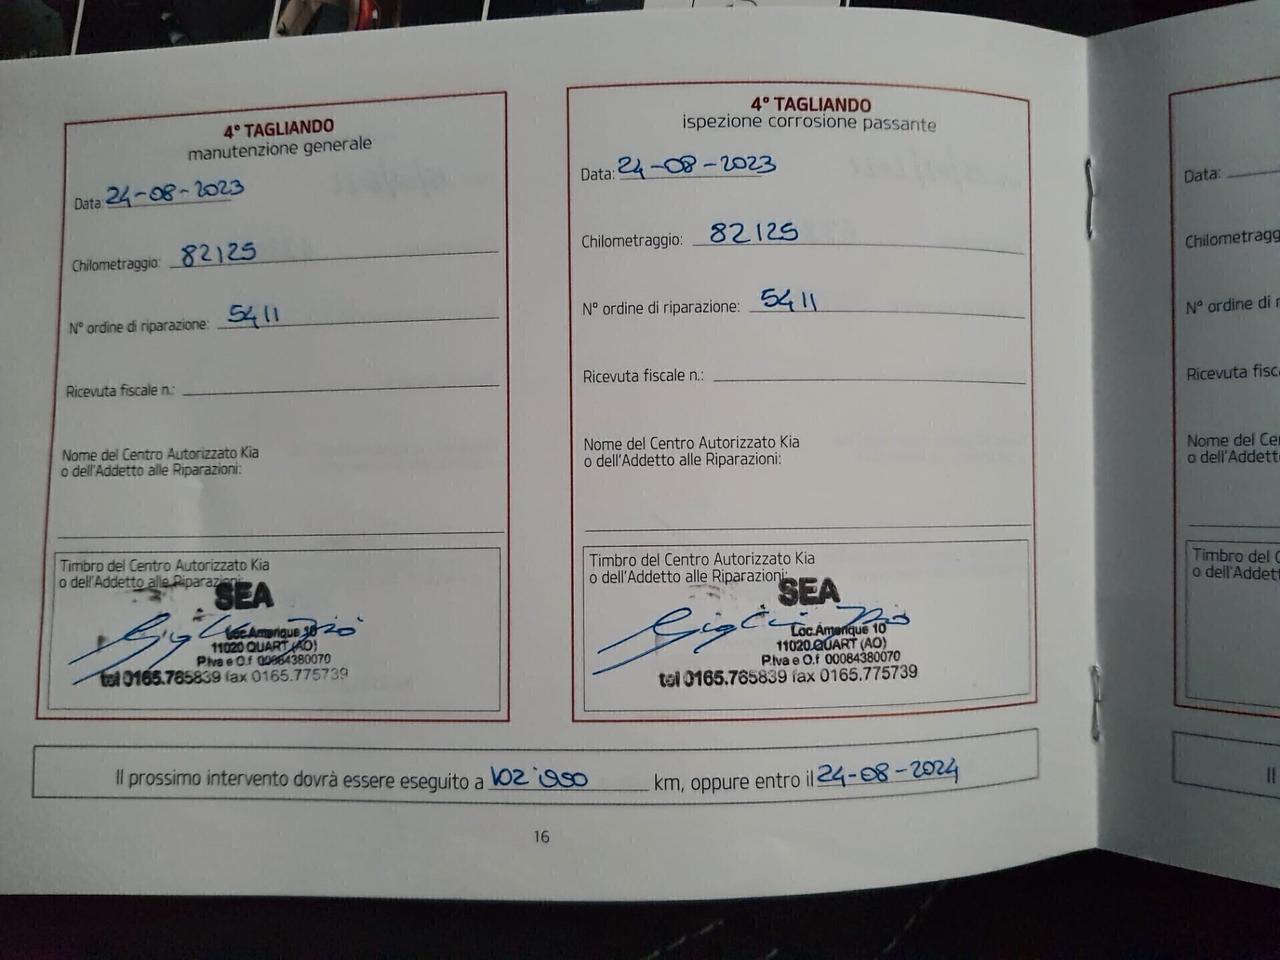 4° TAGLIANDO
manutenzione generale
Data: 24-08-2023
Chilometraggio: 82125
N° ordine di riparazione: 5411
Ricevuta fiscale n.:
Nome del Centro Autorizzato Kia
o dell'Addetto alle Riparazioni:
Timbro del Centro Autorizzato Kia
o dell'Addetto alle Riparazioni:
SEA
Loc.Amerique 10
11020 QUART (AO)
P.Iva e O.f 00084380070
tel 0165.765839 fax 0165.775739
4° TAGLIANDO
ispezione corrosione passante
Data: 24-08-2023
Chilometraggio: 82125
N° ordine di riparazione: 5411
Ricevuta fiscale n.:
Nome del Centro Autorizzato Kia
o dell'Addetto alle Riparazioni:
Timbro del Centro Autorizzato Kia
o dell'Addetto alle Riparazioni:
SEA
Loc.Amerique 10
11020 QUART (AO)
P.Iva e O.f 00084380070
tel 0165.765839 fax 0165.775739
Il prossimo intervento dovrà essere eseguito a km, oppure entro il 24-08-2024
16
Data:
Chilometragg
N° ordine di r
Ricevuta fisc
Nome del Ce
o dell'Addett
Timbro del C
o dell'Addet
Il